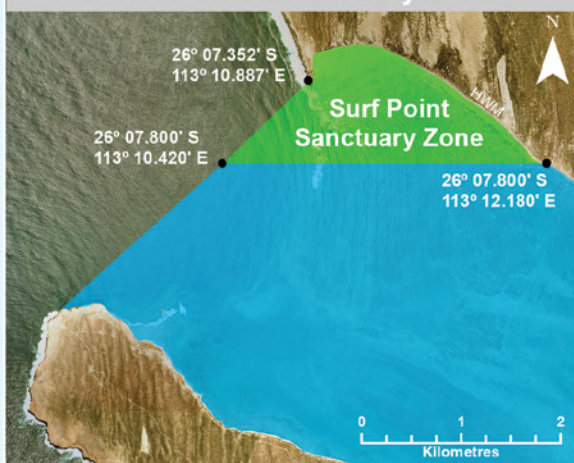 N
26º 07.352' S
113º 10.887' E
HWM
Surf Point
Sanctuary Zone
26º 07.800' S
113º 10.420' E
26º 07.800' S
113º 12.180' E
0 1 2
Kilometres